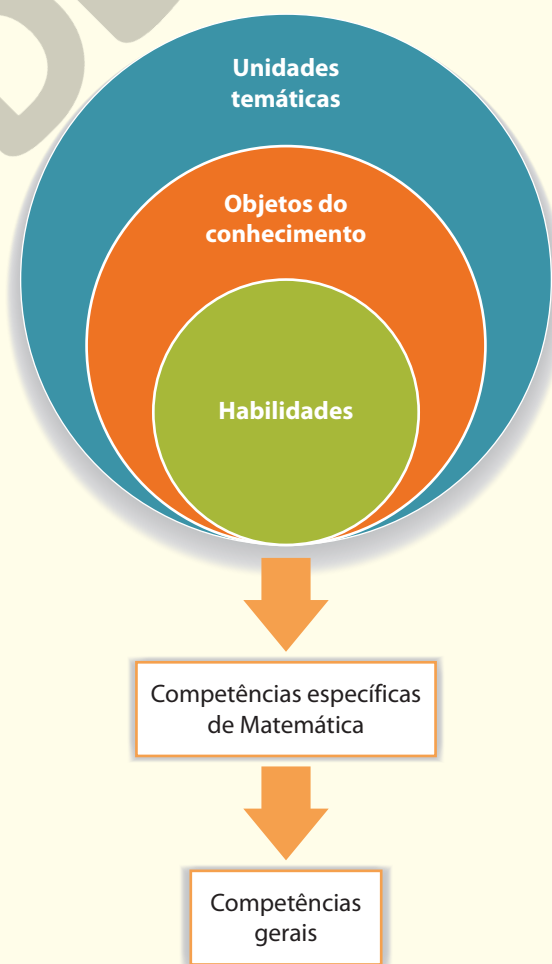 Unidades
temáticas
Objetos do
conhecimento
Habilidades
Competências específicas
de Matemática
Competências
gerais